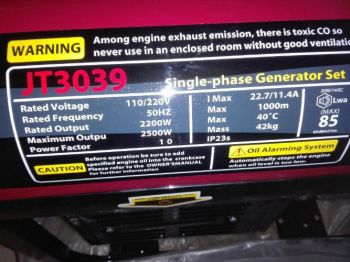 WARNING
Among engine exhaust emission, there is toxic CO so
never use in an enclosed room without good ventilatio
JT3039
Single-phase Generator Set
Rated Voltage 110/220V
Rated Frequency 50HZ
Rated Output 2200W
Maximum Outpu 2500W
Power Factor 1.0
I Max 22.7/11.4A
Max 1000m
Max 40°C
Mass 42kg
IP23s
2000/14/EC
Lwa
(MAX)
85
CAUTION
Before operation be sure to add
specified engine oil into the crankcase
Please refer to the OWNER'SMANUAL
for further information
Oil Alarming System
Automatically stops the engine
when oil level is too low